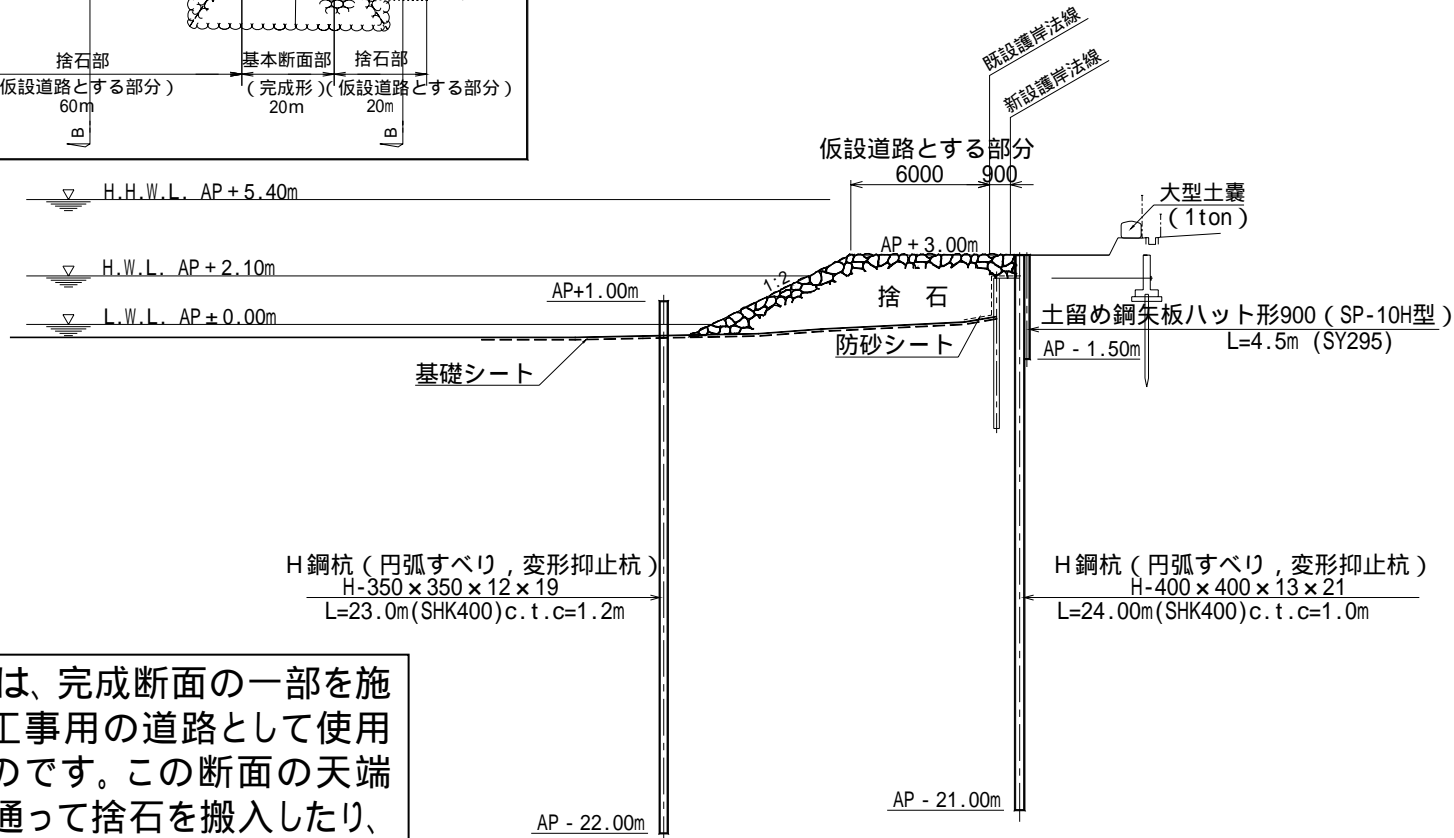 捨石部
基本断面部
捨石部
仮設道路とする部分）
（完成形）
（仮設道路とする部分）
60m
20m
20m
B
B
既設護岸法線
新設護岸法線
仮設道路とする部分
6000
900
H.H.W.L. AP+5.40m
大型土嚢
（1ton）
AP+3.00m
H.W.L. AP+2.10m
1:2
AP+1.00m
捨 石
L.W.L. AP±0.00m
土留め鋼矢板ハット形900（SP-10H型）
L=4.5m (SY295)
防砂シート
AP-1.50m
基礎シート
H鋼杭（円弧すべり，変形抑止杭）
H-350×350×12×19
L=23.0m(SHK400)c.t.c=1.2m
H鋼杭（円弧すべり，変形抑止杭）
H-400×400×13×21
L=24.00m(SHK400)c.t.c=1.0m
は、完成断面の一部を施
工事用の道路として使用
のです。この断面の天端
通って捨石を搬入したり、
AP-21.00m
AP-22.00m